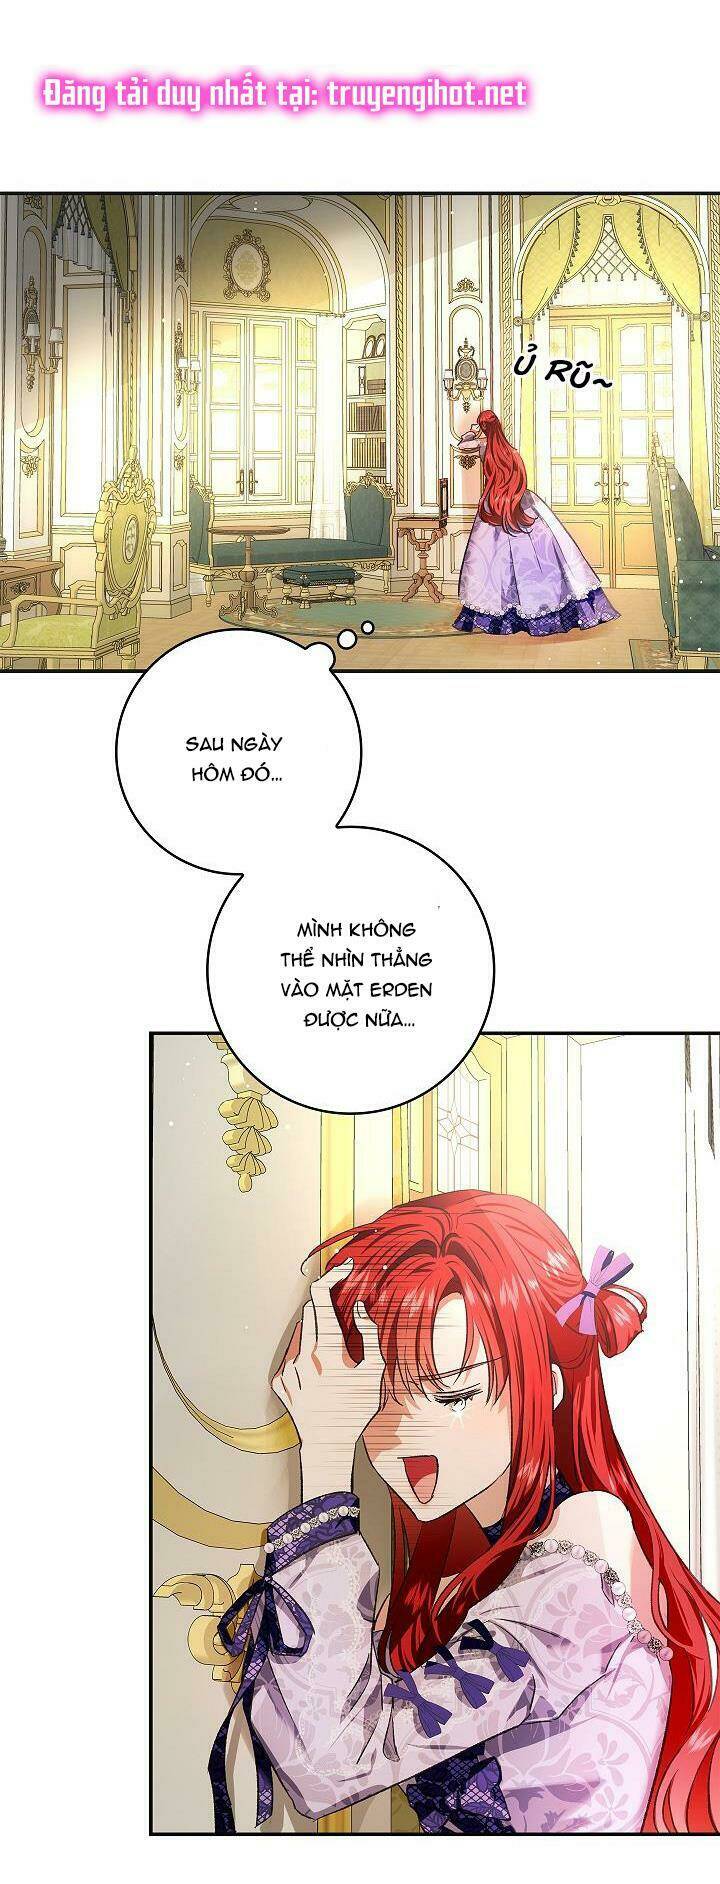 Đăng tải duy nhất tại: truyengihot.net
Ủ RŨ~
SAU NGÀY
HÔM ĐÓ...
MÌNH KHÔNG
THỂ NHÌN THẲNG
VÀO MẶT ERDEN
ĐƯỢC NỮA...